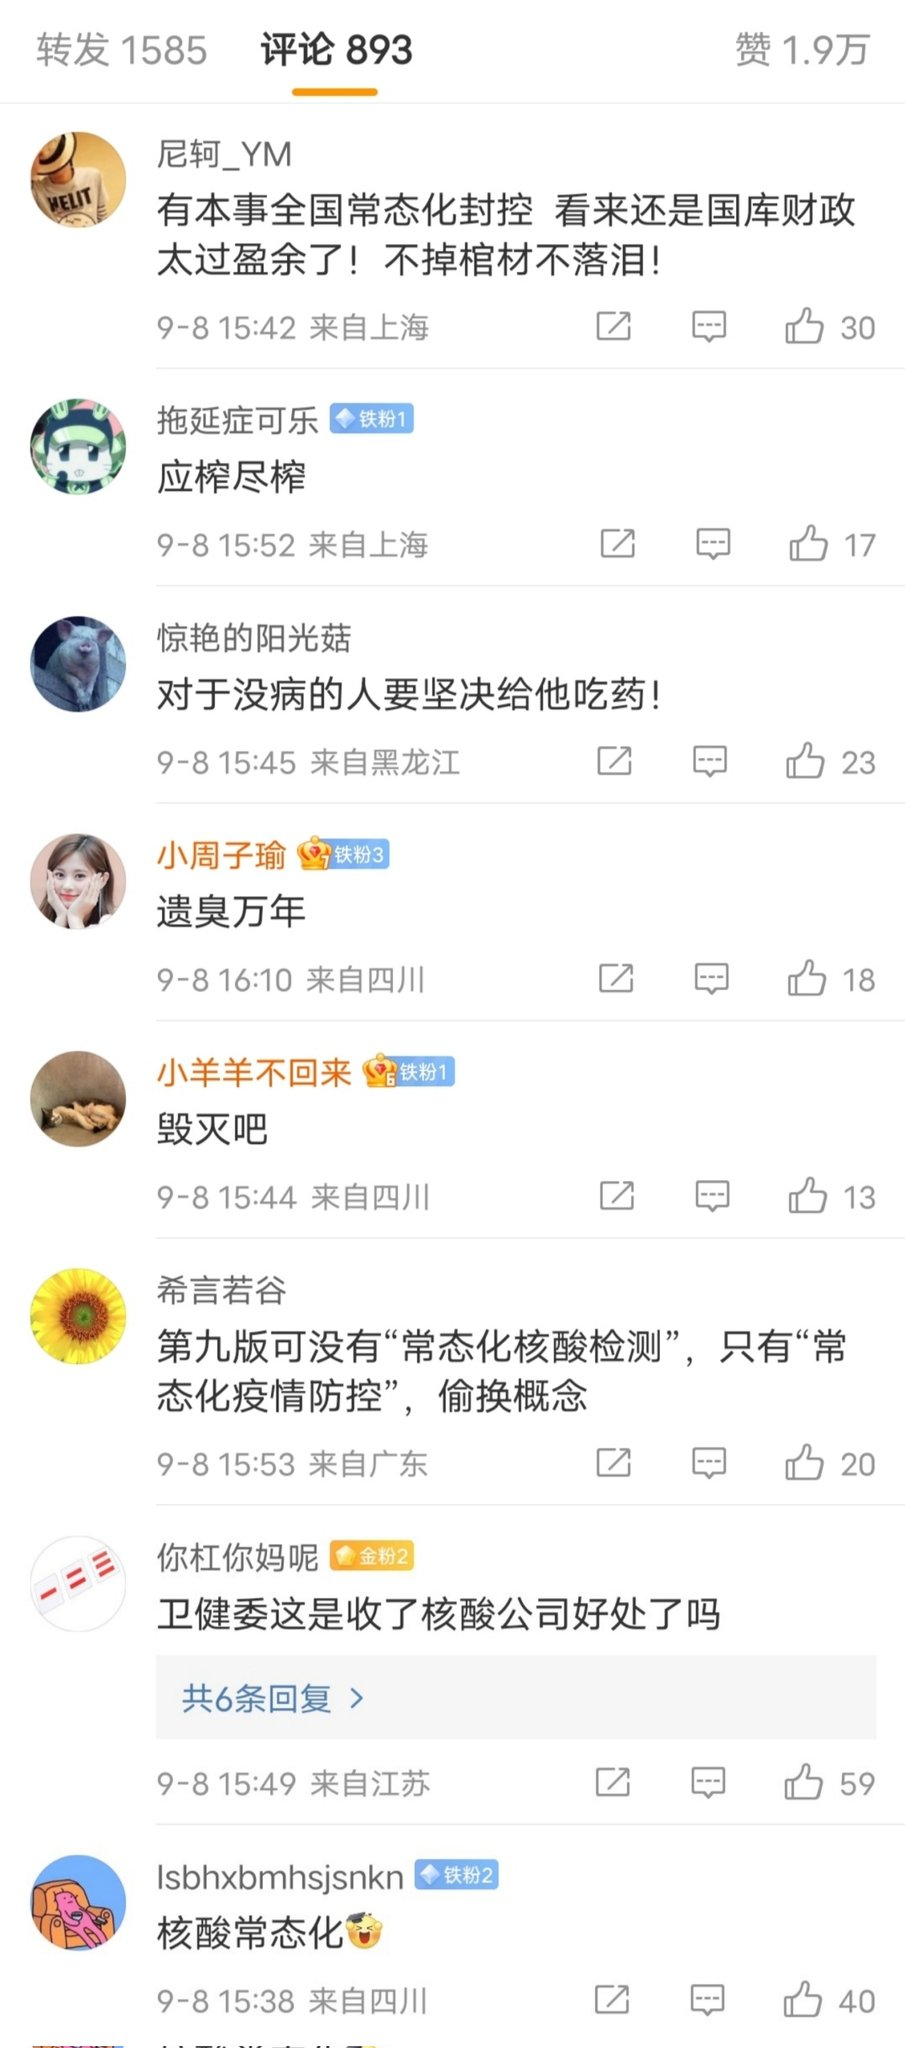 转发 1585 评论 893 赞 1.9万
尼轲_YM
有本事全国常态化封控 看来还是国库财政
太过盈余了！不掉棺材不落泪！
9-8 15:42 来自上海 30
拖延症可乐 铁粉1
应榨尽榨
9-8 15:52 来自上海 17
惊艳的阳光菇
对于没病的人要坚决给他吃药！
9-8 15:45 来自黑龙江 23
小周子瑜 7 铁粉3
遗臭万年
9-8 16:10 来自四川 18
小羊羊不回来 6 铁粉1
毁灭吧
9-8 15:44 来自四川 13
希言若谷
第九版可没有“常态化核酸检测”，只有“常
态化疫情防控”，偷换概念
9-8 15:53 来自广东 20
一 二 三
你杠你妈呢 金粉2
卫健委这是收了核酸公司好处了吗
共6条回复 >
9-8 15:49 来自江苏 59
lsbhxbmhsjsnkn 铁粉2
核酸常态化
9-8 15:38 来自四川 40